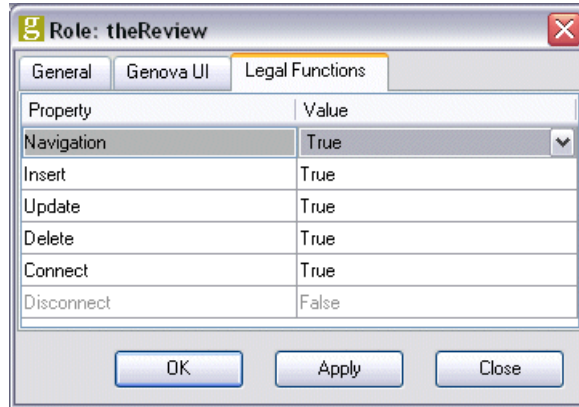 g Role: theReview
General Genova UI Legal Functions
Property Value
Navigation True
Insert True
Update True
Delete True
Connect True
Disconnect False
OK Apply Close